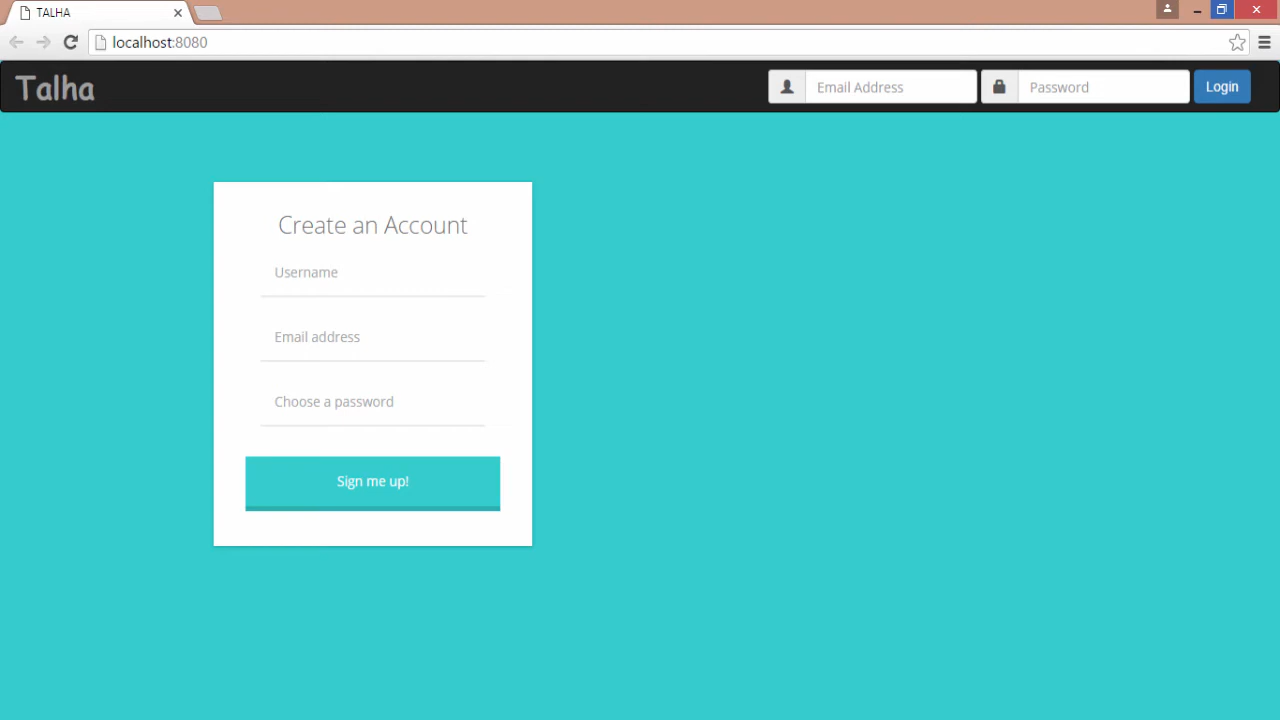 TALHA
localhost:8080
Talha
Email Address
Password
Login
Create an Account
Username
Email address
Choose a password
Sign me up!